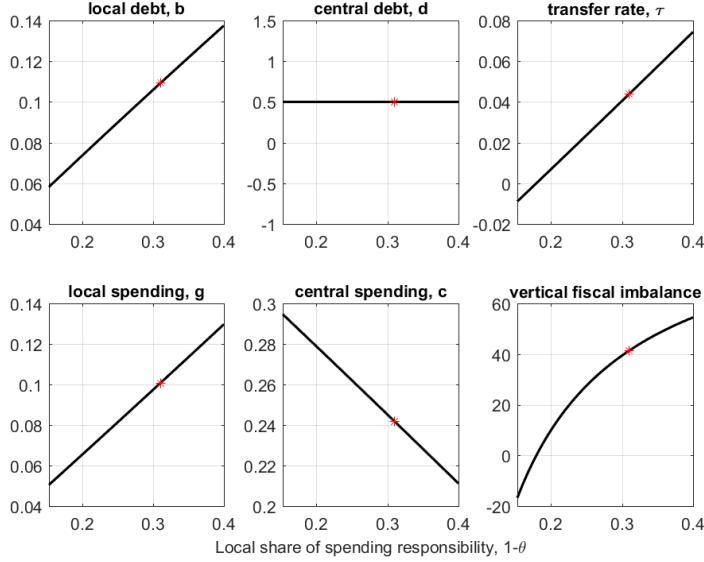 local debt, b
0.14
0.12
0.1
0.08
0.06
0.04
0.2 0.3 0.4
central debt, d
1.5
1
0.5
0
-0.5
-1
0.2 0.3 0.4
transfer rate, τ
0.08
0.06
0.04
0.02
0
-0.02
0.2 0.3 0.4
local spending, g
0.14
0.12
0.1
0.08
0.06
0.04
0.2 0.3 0.4
central spending, c
0.3
0.28
0.26
0.24
0.22
0.2
0.2 0.3 0.4
vertical fiscal imbalance
60
40
20
0
-20
0.2 0.3 0.4
Local share of spending responsibility, 1-θ